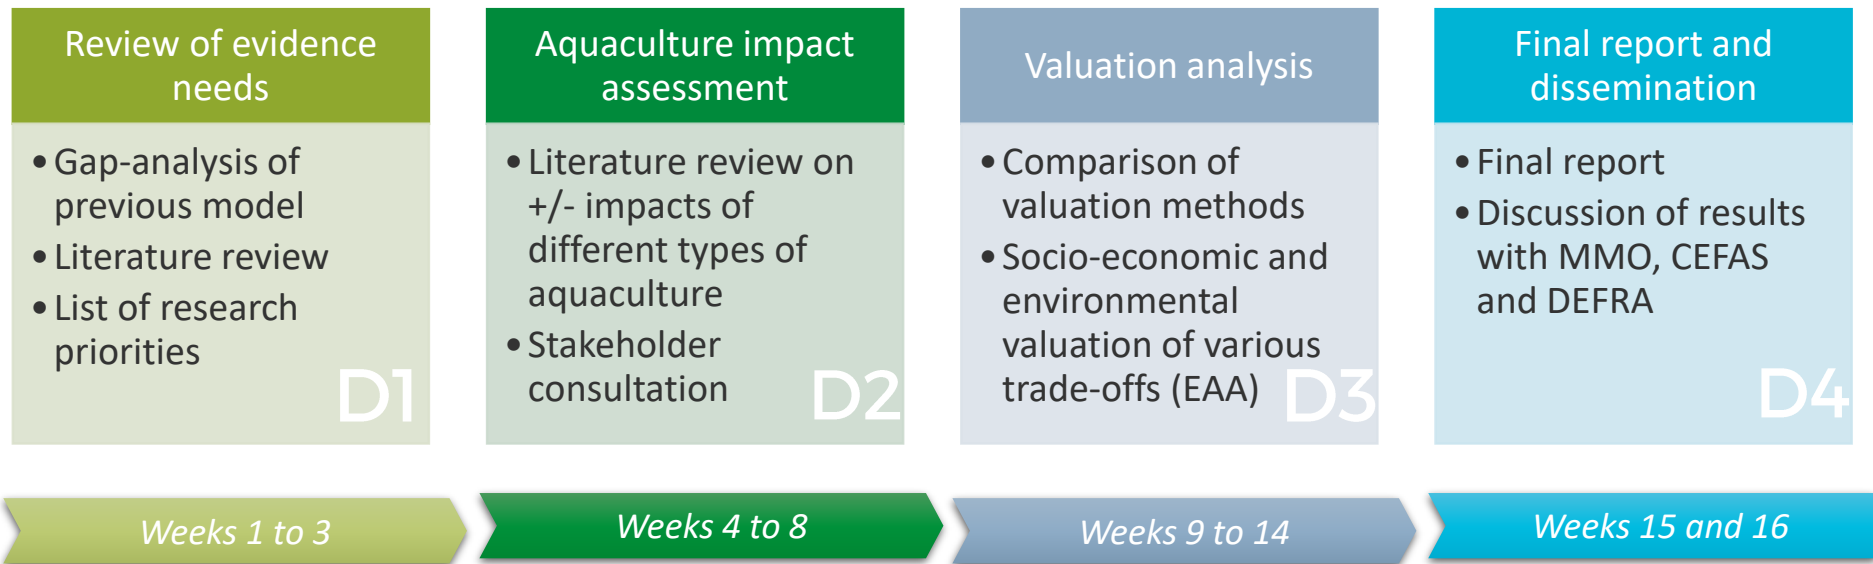 Review of evidence
needs
• Gap-analysis of
previous model
• Literature review
• List of research
priorities
D1
Aquaculture impact
assessment
• Literature review on
+/- impacts of
different types of
aquaculture
• Stakeholder
consultation
D2
Valuation analysis
• Comparison of
valuation methods
• Socio-economic and
environmental
valuation of various
trade-offs (EAA)
D3
Final report and
dissemination
• Final report
• Discussion of results
with MMO, CEFAS
and DEFRA
D4
Weeks 1 to 3
Weeks 4 to 8
Weeks 9 to 14
Weeks 15 and 16